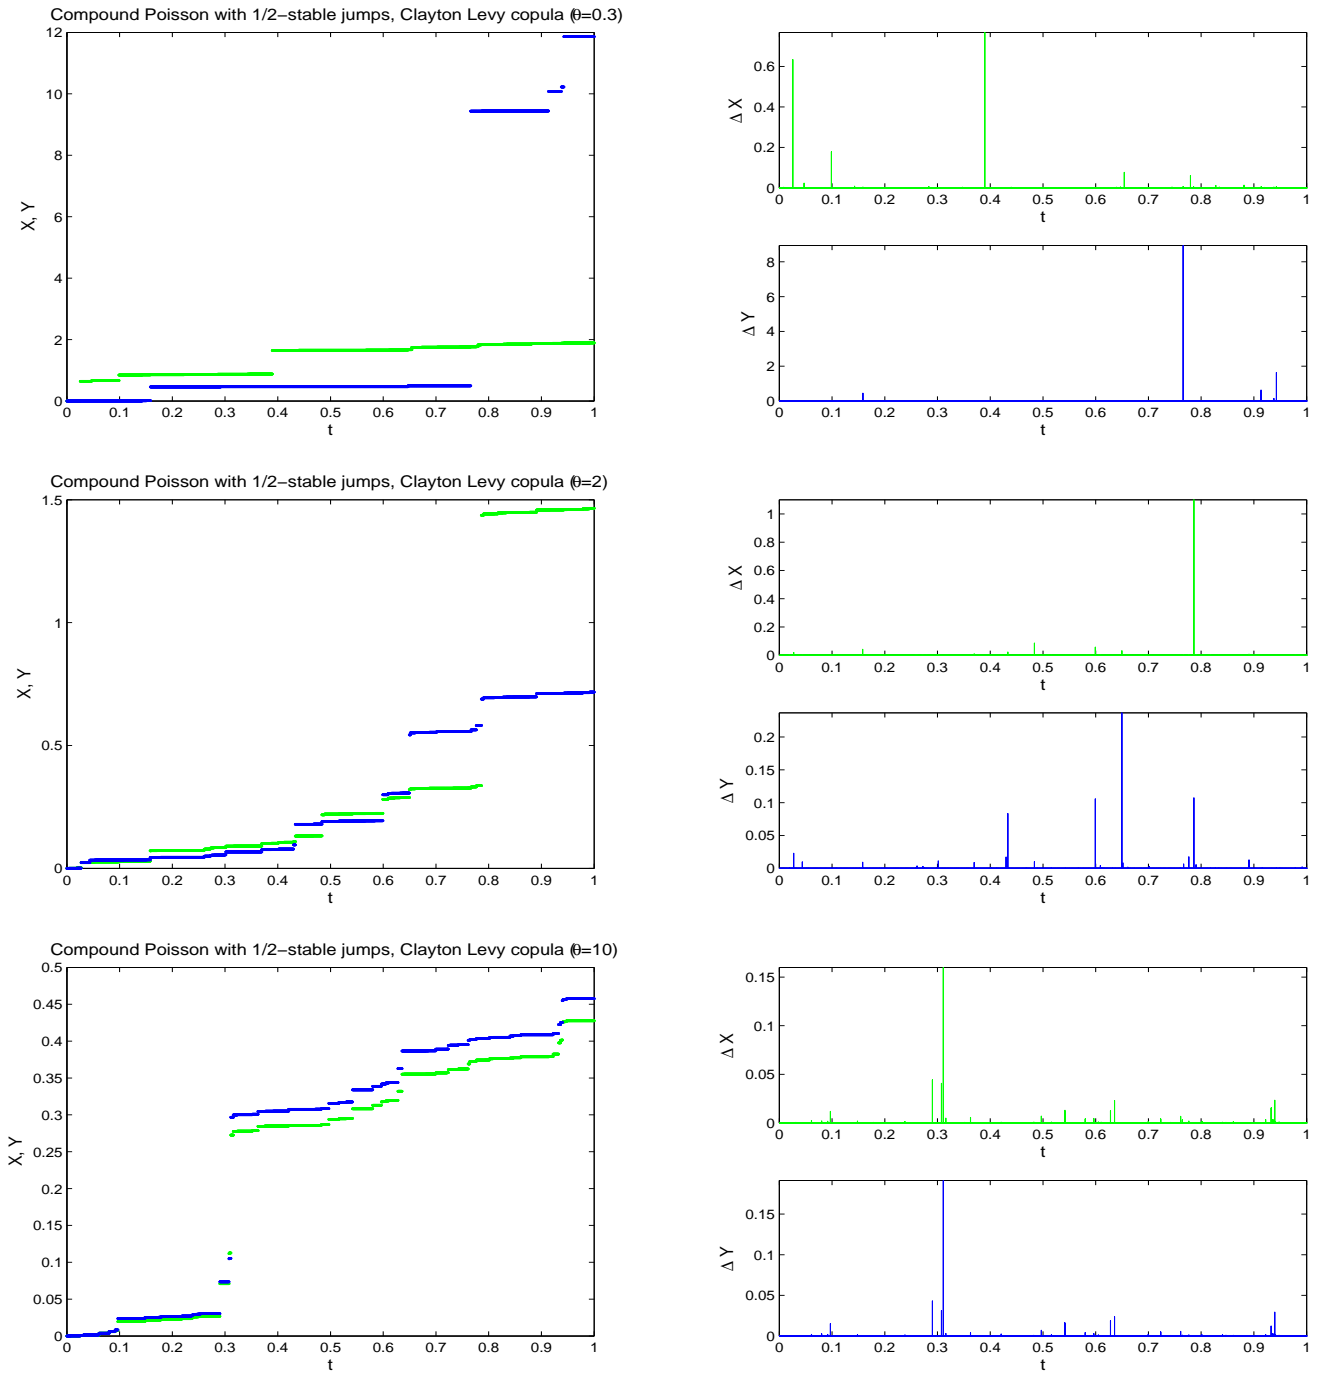 Compound Poisson with 1/2−stable jumps, Clayton Levy copula (θ=0.3)
12
10
8
6
4
2
0
X, Y
0 0.1 0.2 0.3 0.4 0.5 0.6 0.7 0.8 0.9 1
t
0.6
0.4
0.2
0
Δ X
0 0.1 0.2 0.3 0.4 0.5 0.6 0.7 0.8 0.9 1
t
8
6
4
2
0
Δ Y
0 0.1 0.2 0.3 0.4 0.5 0.6 0.7 0.8 0.9 1
t
Compound Poisson with 1/2−stable jumps, Clayton Levy copula (θ=2)
1.5
1
0.5
0
X, Y
0 0.1 0.2 0.3 0.4 0.5 0.6 0.7 0.8 0.9 1
t
1
0.8
0.6
0.4
0.2
0
Δ X
0 0.1 0.2 0.3 0.4 0.5 0.6 0.7 0.8 0.9 1
t
0.2
0.15
0.1
0.05
0
Δ Y
0 0.1 0.2 0.3 0.4 0.5 0.6 0.7 0.8 0.9 1
t
Compound Poisson with 1/2−stable jumps, Clayton Levy copula (θ=10)
0.5
0.45
0.4
0.35
0.3
0.25
0.2
0.15
0.1
0.05
0
X, Y
0 0.1 0.2 0.3 0.4 0.5 0.6 0.7 0.8 0.9 1
t
0.15
0.1
0.05
0
Δ X
0 0.1 0.2 0.3 0.4 0.5 0.6 0.7 0.8 0.9 1
t
0.15
0.1
0.05
0
Δ Y
0 0.1 0.2 0.3 0.4 0.5 0.6 0.7 0.8 0.9 1
t